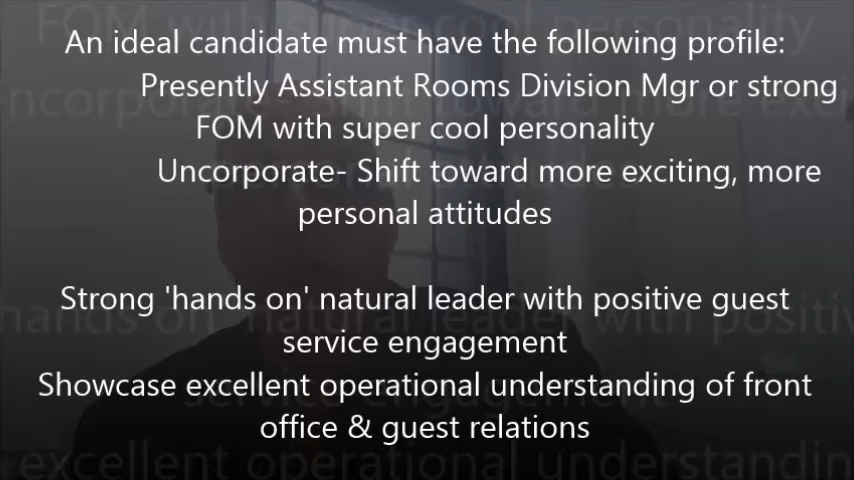 An ideal candidate must have the following profile:
Presently Assistant Rooms Division Mgr or strong
FOM with super cool personality
Uncorporate- Shift toward more exciting, more
personal attitudes
Strong 'hands on' natural leader with positive guest
service engagement
Showcase excellent operational understanding of front
office & guest relations